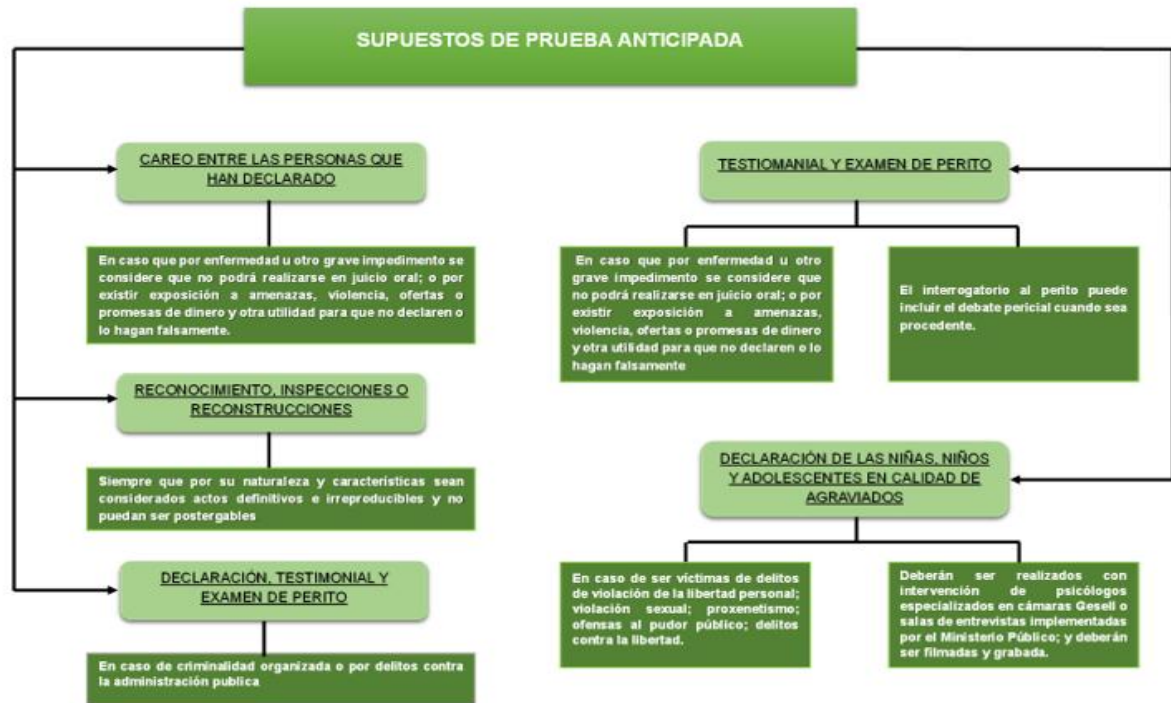 SUPUESTOS DE PRUEBA ANTICIPADA
CAREO ENTRE LAS PERSONAS QUE
HAN DECLARADO
En caso que por enfermedad u otro grave impedimento se
considere que no podrá realizarse en juicio oral; o por
existir exposición a amenazas, violencia, ofertas o
promesas de dinero y otra utilidad para que no declaren o
lo hagan falsamente.
RECONOCIMIENTO, INSPECCIONES O
RECONSTRUCCIONES
Siempre que por su naturaleza y características sean
considerados actos definitivos e irreproducibles y no
puedan ser postergables
DECLARACIÓN, TESTIMONIAL Y
EXAMEN DE PERITO
En caso de criminalidad organizada o por delitos contra
la administración publica
TESTIOMANIAL Y EXAMEN DE PERITO
En caso que por enfermedad u otro
grave impedimento se considere que
no podrá realizarse en juicio oral; o por
existir exposición a amenazas,
violencia, ofertas o promesas de dinero
y otra utilidad para que no declaren o lo
hagan falsamente
El interrogatorio al perito puede
incluir el debate pericial cuando sea
procedente.
DECLARACIÓN DE LAS NIÑAS, NIÑOS
Y ADOLESCENTES EN CALIDAD DE
AGRAVIADOS
En caso de ser víctimas de delitos
de violación de la libertad personal;
violación sexual; proxenetismo;
ofensas al pudor público; delitos
contra la libertad.
Deberán ser realizados con
intervención de psicólogos
especializados en cámaras Gesell o
salas de entrevistas implementadas
por el Ministerio Público; y deberán
ser filmadas y grabada.